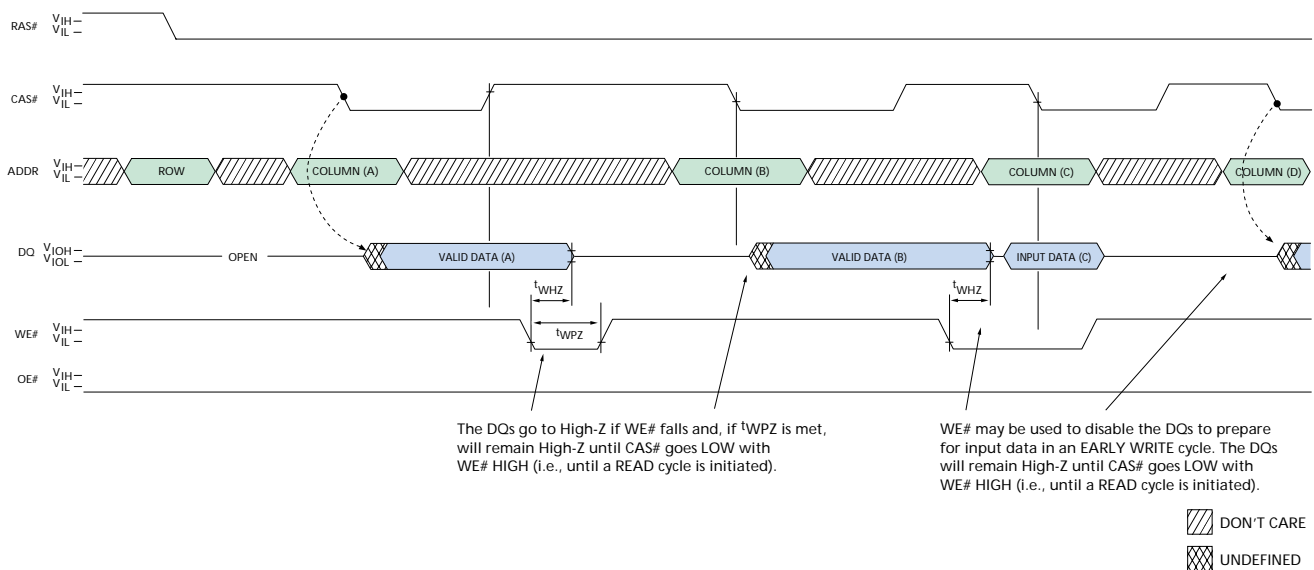 RAS# VIH VIL
CAS# VIH VIL
ADDR VIH VIL ROW COLUMN (A) COLUMN (B) COLUMN (C) COLUMN (D)
DQ VIOH VIOL OPEN VALID DATA (A) VALID DATA (B) INPUT DATA (C)
tWHZ tWHZ
tWPZ
WE# VIH VIL
OE# VIH VIL
The DQs go to High-Z if WE# falls and, if tWPZ is met,
will remain High-Z until CAS# goes LOW with
WE# HIGH (i.e., until a READ cycle is initiated).
WE# may be used to disable the DQs to prepare
for input data in an EARLY WRITE cycle. The DQs
will remain High-Z until CAS# goes LOW with
WE# HIGH (i.e., until a READ cycle is initiated).
DON'T CARE
UNDEFINED